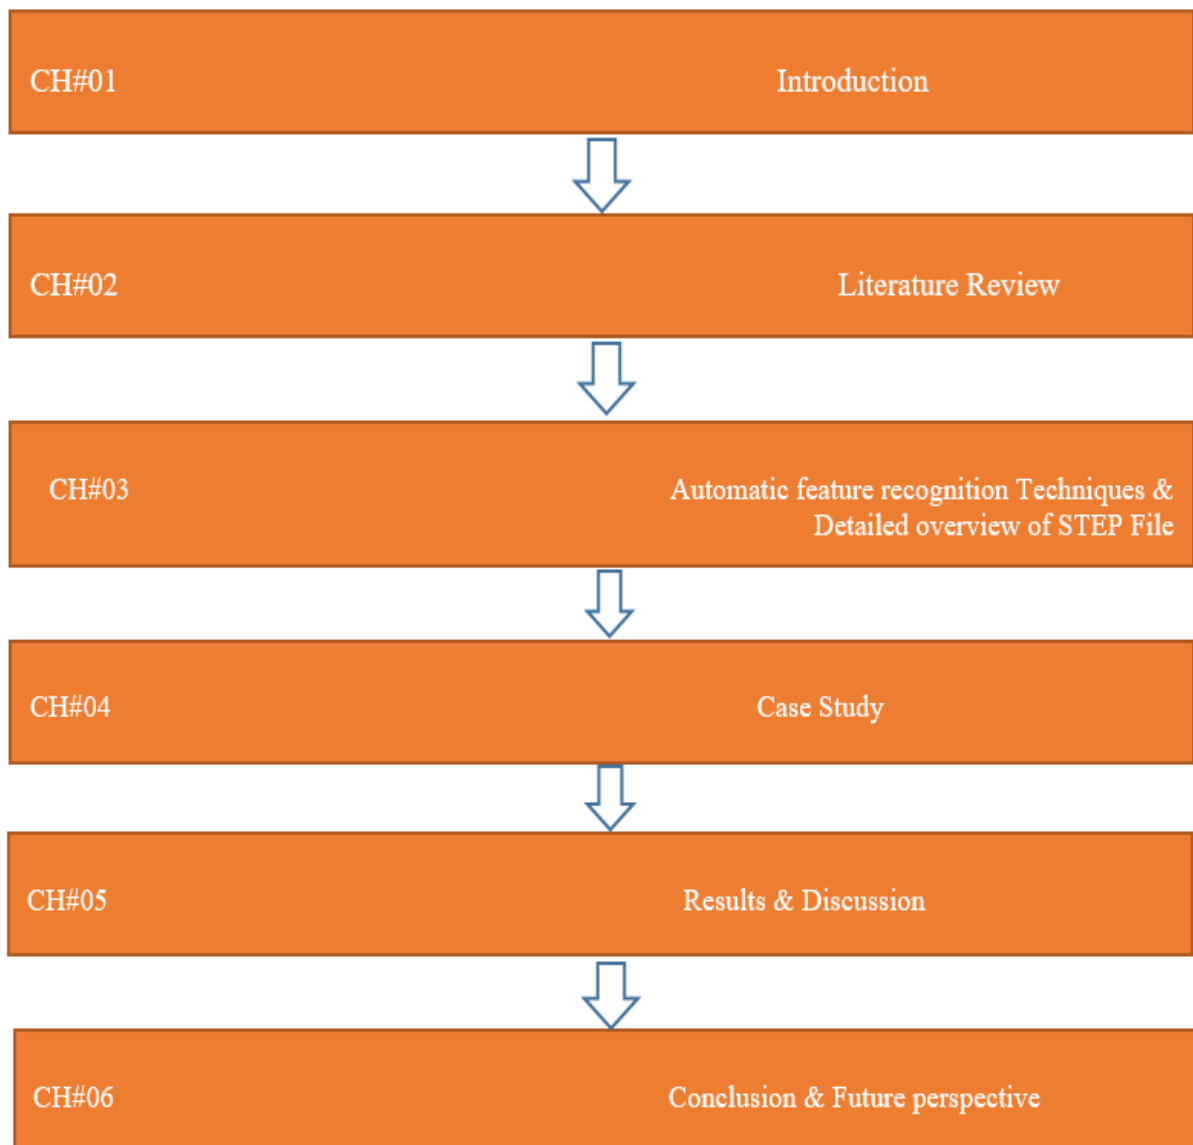 CH#01 Introduction
CH#02 Literature Review
CH#03 Automatic feature recognition Techniques &
Detailed overview of STEP File
CH#04 Case Study
CH#05 Results & Discussion
CH#06 Conclusion & Future perspective